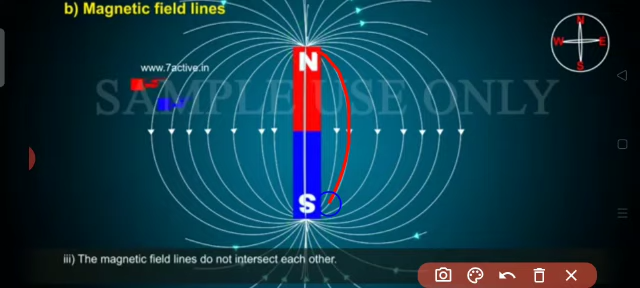 b) Magnetic field lines
N
W E
S
www.7active.in
N
SAMPLE USE ONLY
S
iii) The magnetic field lines do not intersect each other.